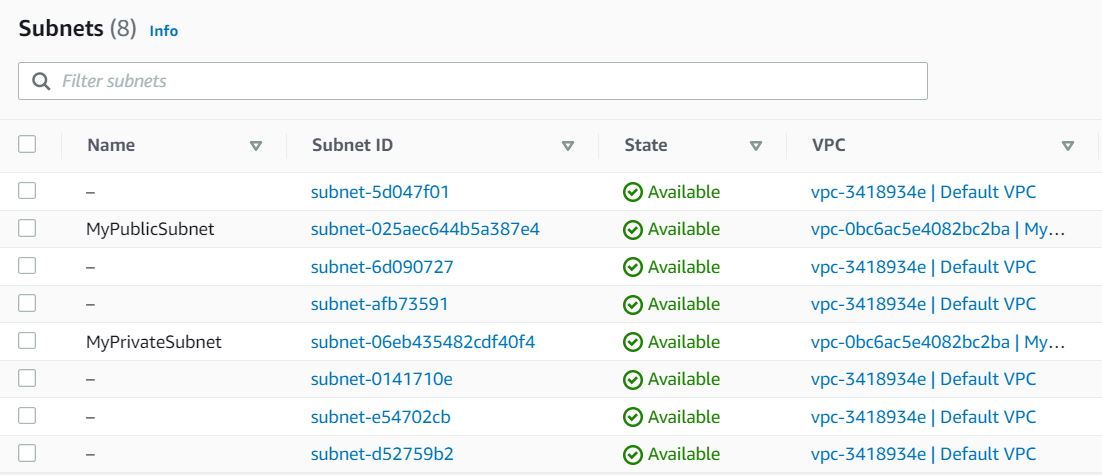 Subnets (8) Info
Filter subnets
Name Subnet ID State VPC
– subnet-5d047f01 Available vpc-3418934e | Default VPC
MyPublicSubnet subnet-025aec644b5a387e4 Available vpc-0bc6ac5e4082bc2ba | My...
– subnet-6d090727 Available vpc-3418934e | Default VPC
– subnet-afb73591 Available vpc-3418934e | Default VPC
MyPrivateSubnet subnet-06eb435482cdf40f4 Available vpc-0bc6ac5e4082bc2ba | My...
– subnet-0141710e Available vpc-3418934e | Default VPC
– subnet-e54702cb Available vpc-3418934e | Default VPC
– subnet-d52759b2 Available vpc-3418934e | Default VPC